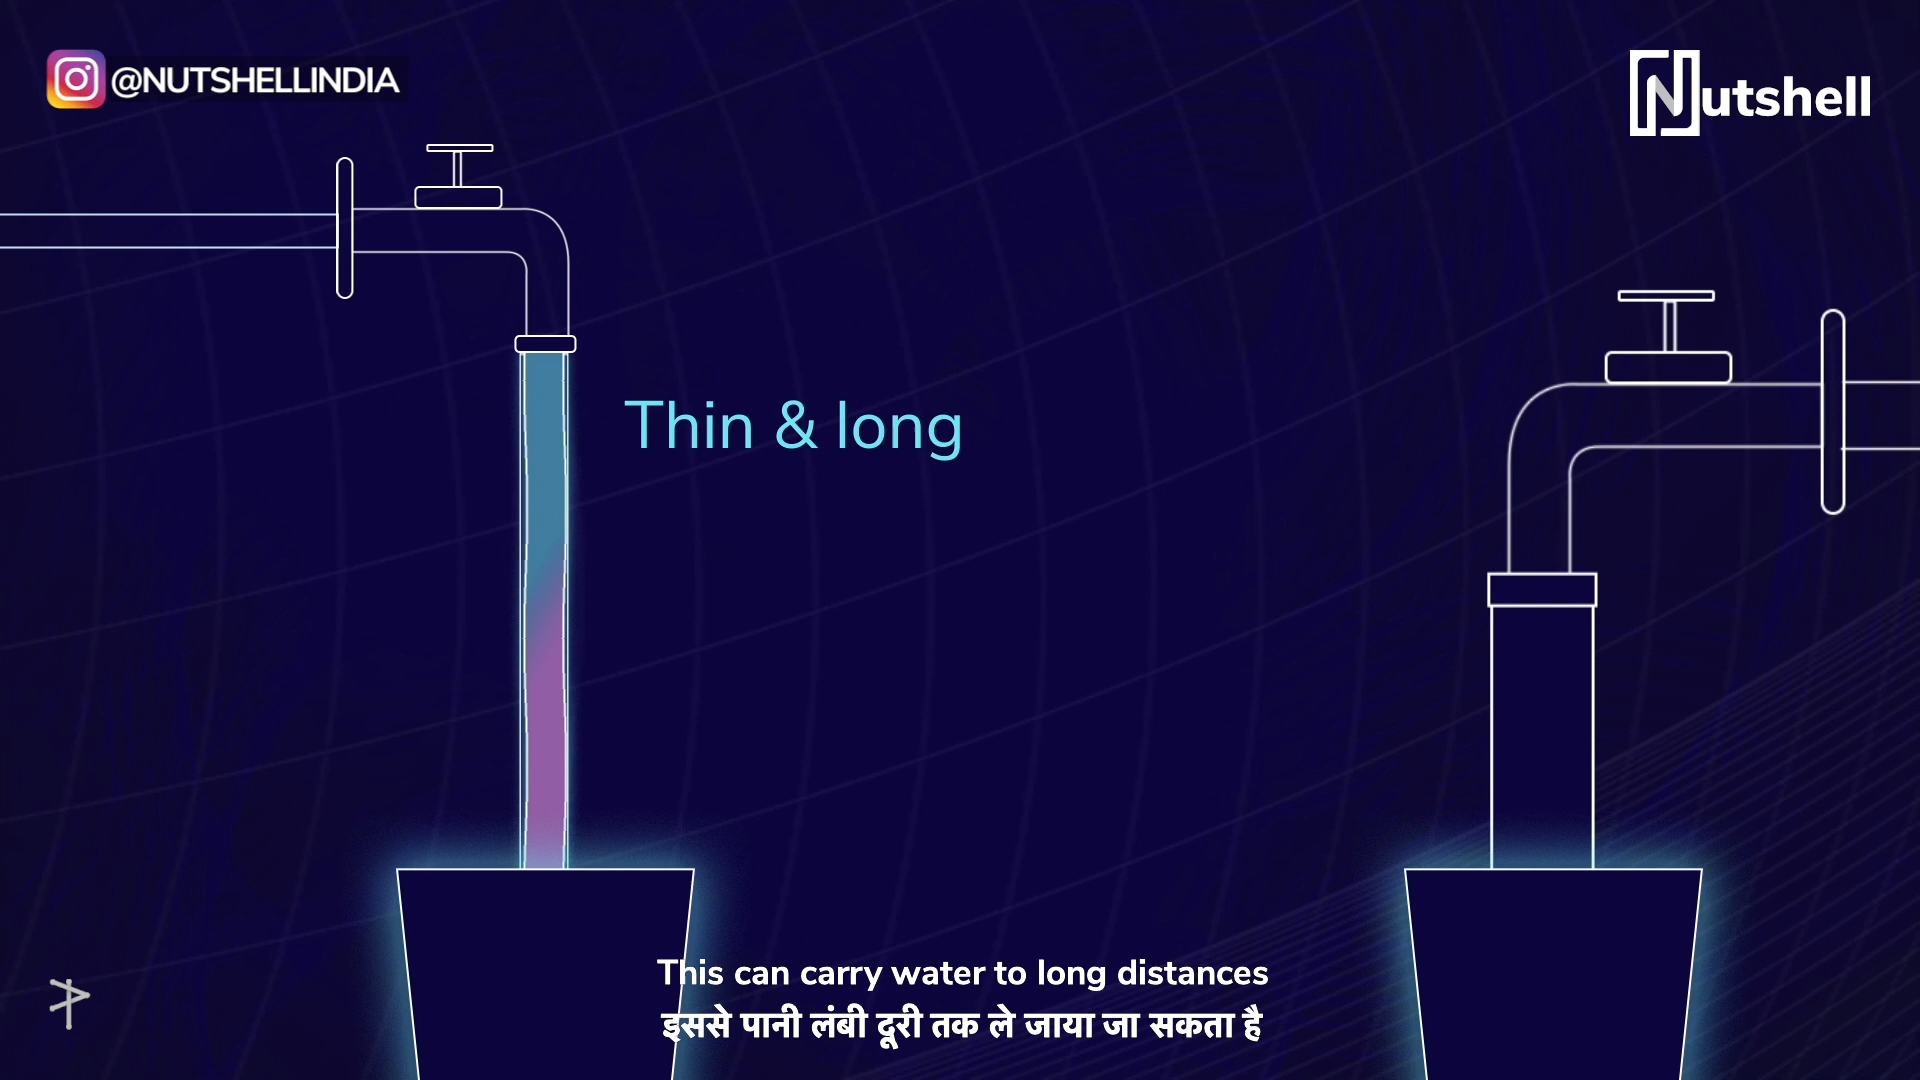 @NUTSHELLINDIA
Nutshell
Thin & long
This can carry water to long distances
इससे पानी लंबी दूरी तक ले जाया जा सकता है